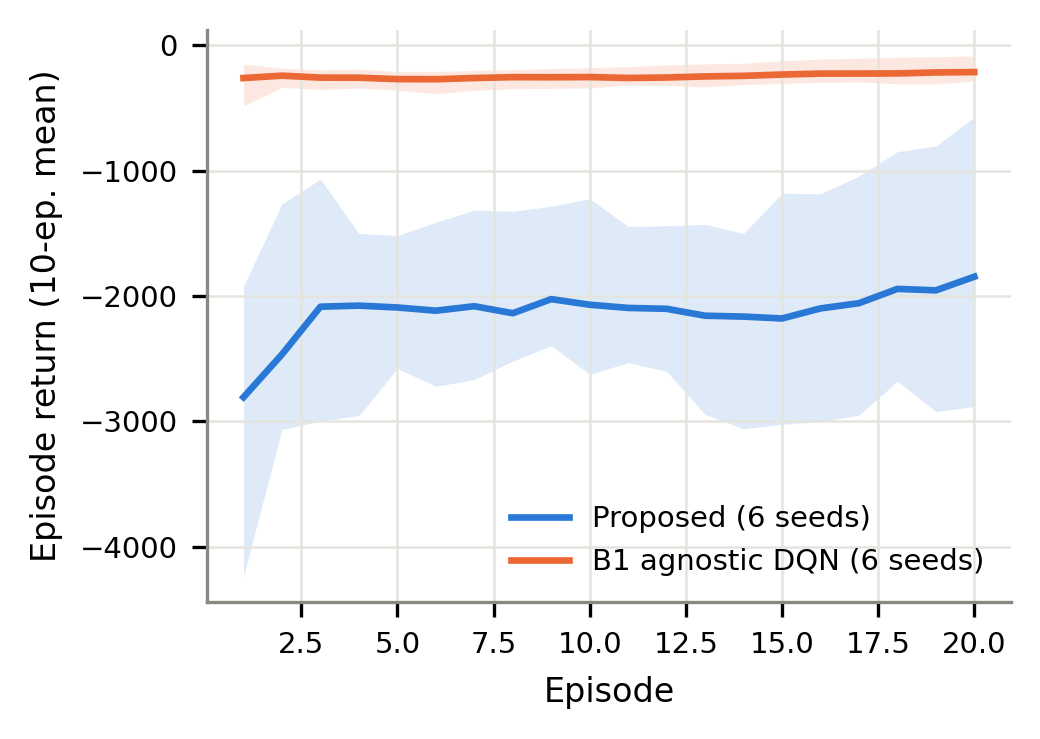 Episode return (10-ep. mean)
0
−1000
−2000
−3000
−4000
Proposed (6 seeds)
B1 agnostic DQN (6 seeds)
2.5 5.0 7.5 10.0 12.5 15.0 17.5 20.0
Episode